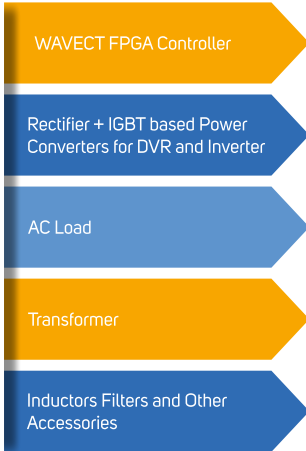 WAVECT FPGA Controller
Rectifier + IGBT based Power
Converters for DVR and Inverter
AC Load
Transformer
Inductors Filters and Other
Accessories